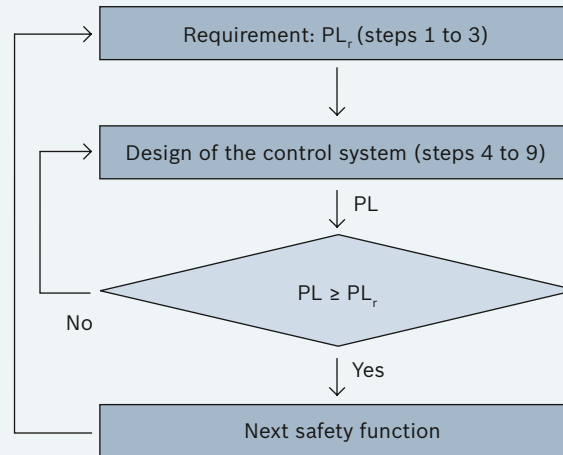 Requirement: PLr (steps 1 to 3)
Design of the control system (steps 4 to 9)
PL
PL ≥ PLr
No
Yes
Next safety function